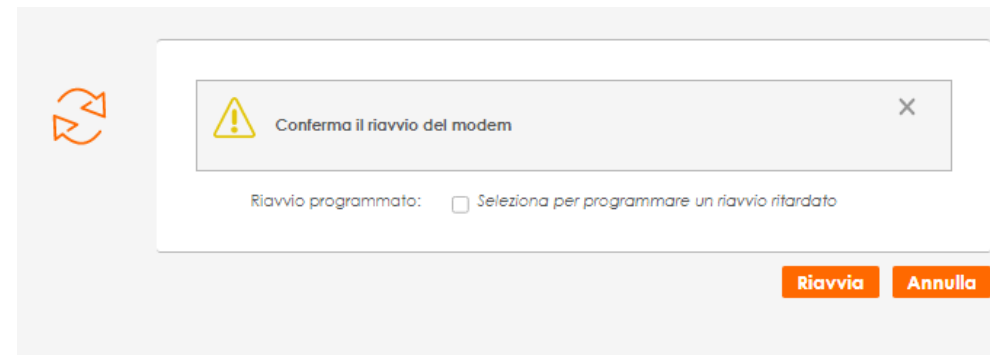 Conferma il riavvio del modem
Riavvio programmato: Seleziona per programmare un riavvio ritardato
Riavvia Annulla